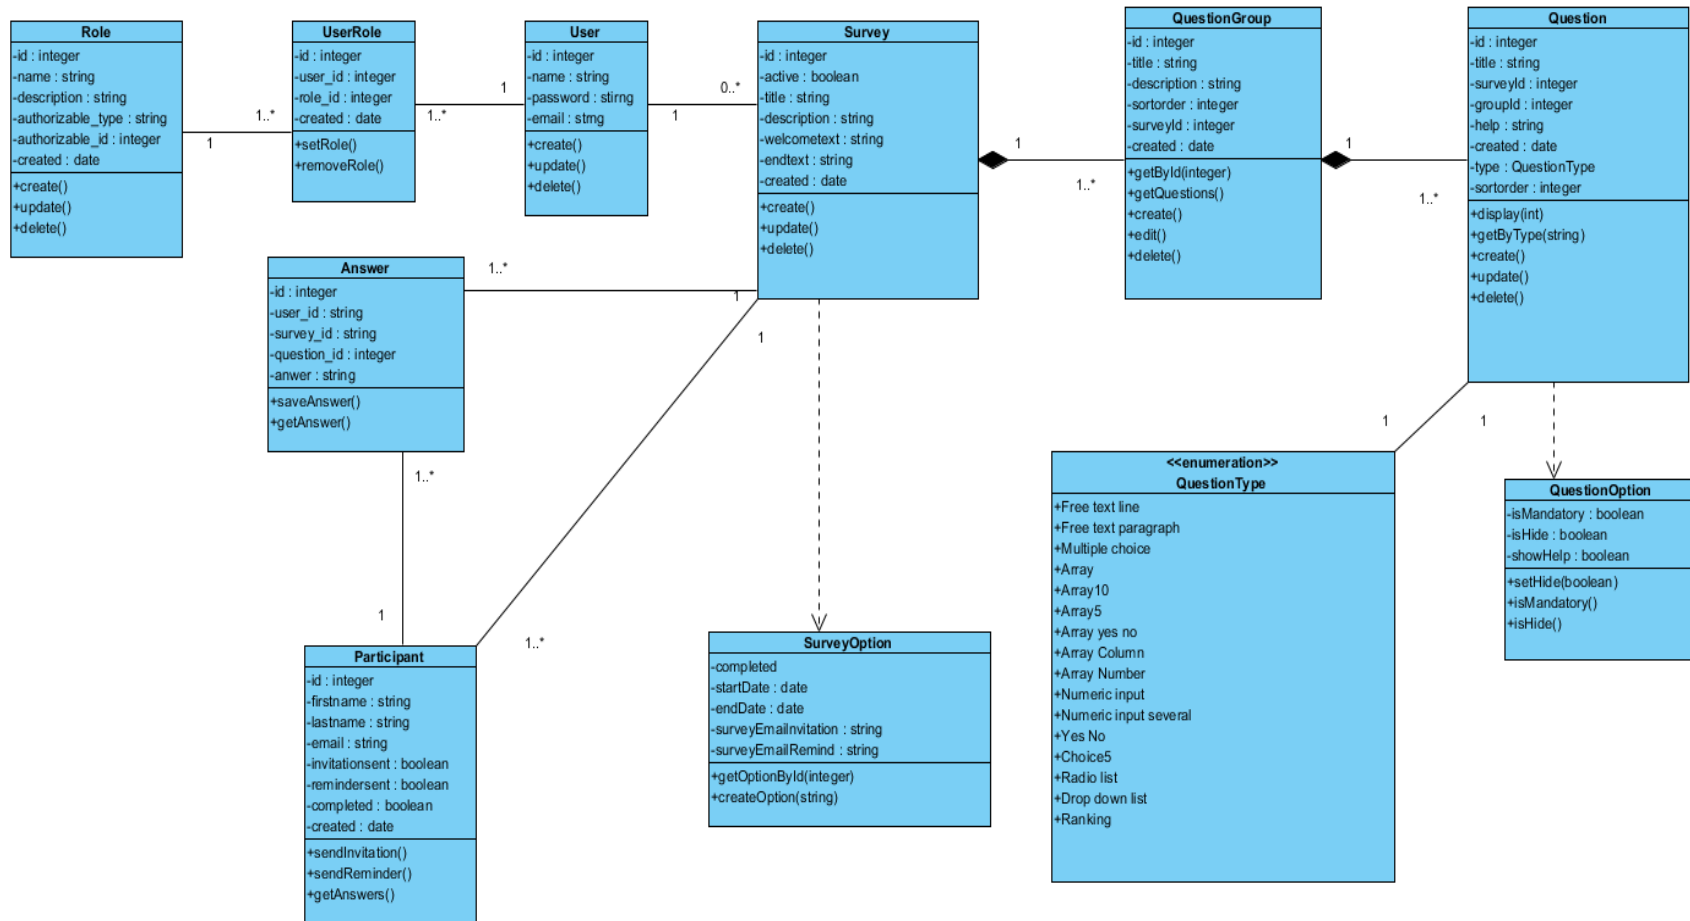 Role
-id : integer
-name : string
-description : string
-authorizable_type : string
-authorizable_id : integer
-created : date
+create()
+update()
+delete()
1
1..*
UserRole
-id : integer
-user_id : integer
-role_id : integer
-created : date
+setRole()
+removeRole()
1..*
1
User
-id : integer
-name : string
-password : stirng
-email : strng
+create()
+update()
+delete()
1
0..*
Survey
-id : integer
-active : boolean
-title : string
-description : string
-welcometext : string
-endtext : string
-created : date
+create()
+update()
+delete()
1
1..*
QuestionGroup
-id : integer
-title : string
-description : string
-sortorder : integer
-surveyId : integer
-created : date
+getById(integer)
+getQuestions()
+create()
+edit()
+delete()
1
1..*
Question
-id : integer
-title : string
-surveyId : integer
-groupId : integer
-help : string
-created : date
-type : QuestionType
-sortorder : integer
+display(int)
+getByType(string)
+create()
+update()
+delete()
Answer
-id : integer
-user_id : string
-survey_id : string
-question_id : integer
-anwer : string
+saveAnswer()
+getAnswer()
1..*
1
1
1..*
1..*
1
Participant
-id : integer
-firstname : string
-lastname : string
-email : string
-invitationsent : boolean
-remindersent : boolean
-completed : boolean
-created : date
+sendInvitation()
+sendReminder()
+getAnswers()
SurveyOption
-completed
-startDate : date
-endDate : date
-surveyEmailnvitation : string
-surveyEmailRemind : string
+getOptionById(integer)
+createOption(string)
1
1
<<enumeration>>
QuestionType
+Free text line
+Free text paragraph
+Multiple choice
+Array
+Array10
+Array5
+Array yes no
+Array Column
+Array Number
+Numeric input
+Numeric input several
+Yes No
+Choice5
+Radio list
+Drop down list
+Ranking
QuestionOption
-isMandatory : boolean
-isHide : boolean
-showHelp : boolean
+setHide(boolean)
+isMandatory()
+isHide()